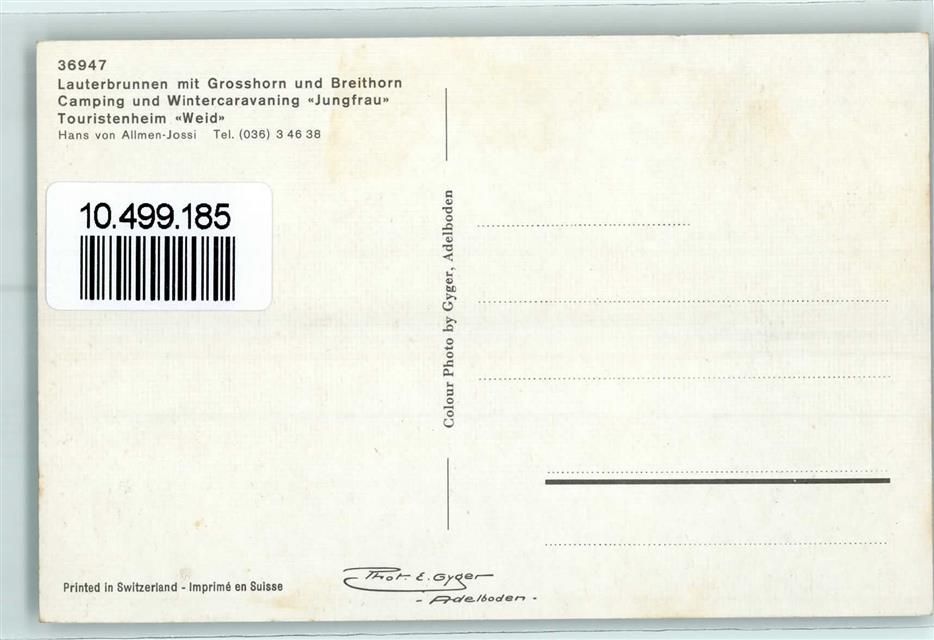 36947
Lauterbrunnen mit Grosshorn und Breithorn
Camping und Wintercaravaning «Jungfrau»
Touristenheim «Weid»
Hans von Allmen-Jossi Tel. (036) 3 46 38
10.499.185
Colour Photo by Gyger, Adelboden
Printed in Switzerland - Imprimé en Suisse
Phot. E. Gyger
- Adelboden -